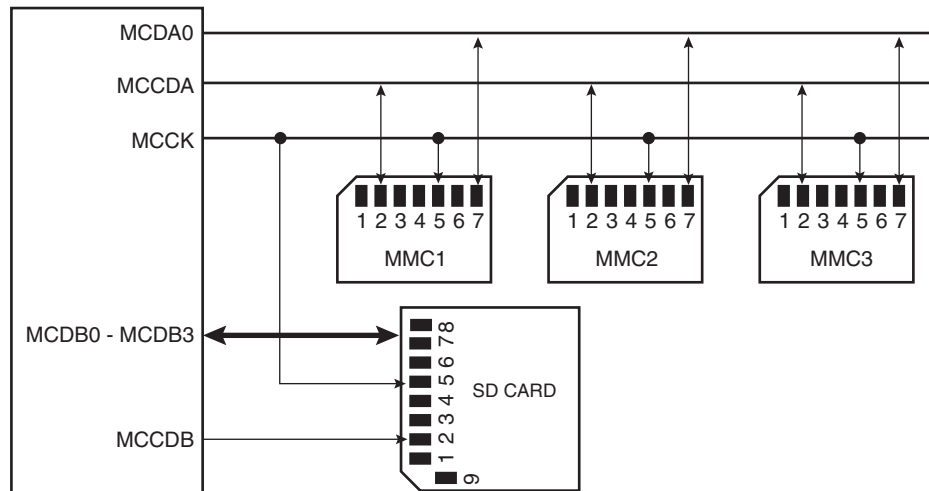 MCDA0
MCCDA
MCCK
1 2 3 4 5 6 7
MMC1
1 2 3 4 5 6 7
MMC2
1 2 3 4 5 6 7
MMC3
MCDB0 - MCDB3
8
7
6
5
4
3
2
1
9
SD CARD
MCCDB